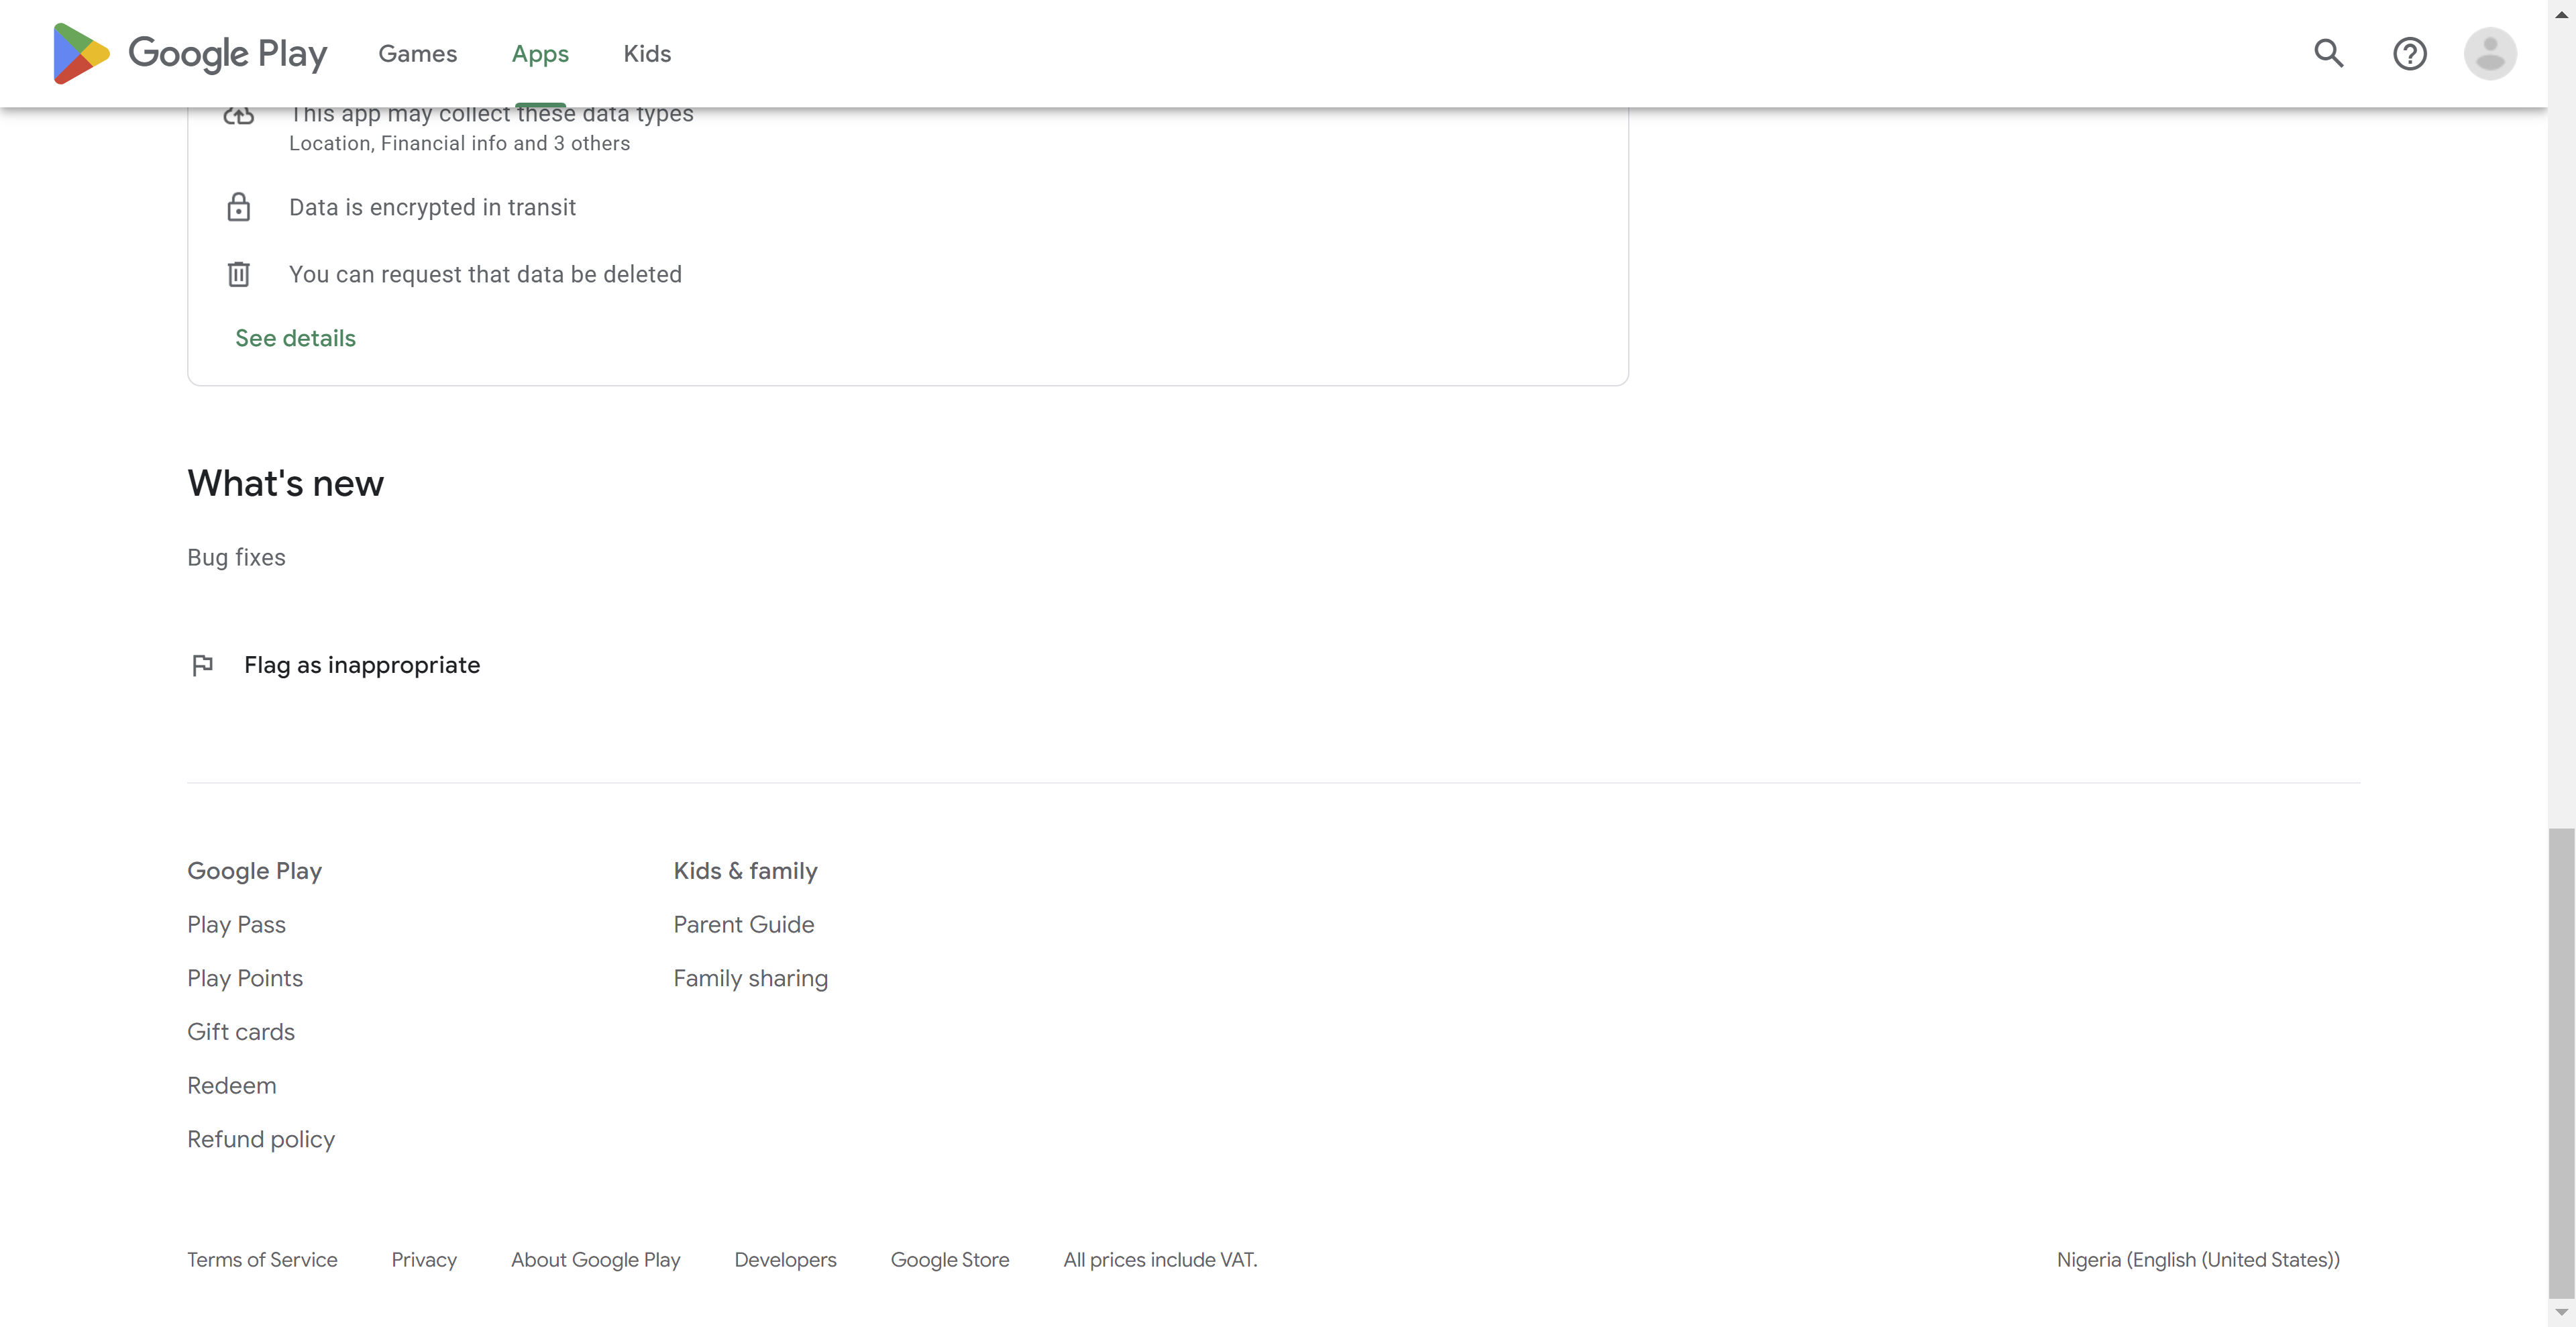 Google Play
Games
Apps
Kids
This app may collect these data types
Location, Financial info and 3 others
Data is encrypted in transit
You can request that data be deleted
See details
What's new
Bug fixes
Flag as inappropriate
Google Play
Play Pass
Play Points
Gift cards
Redeem
Refund policy
Kids & family
Parent Guide
Family sharing
Terms of Service
Privacy
About Google Play
Developers
Google Store
All prices include VAT.
Nigeria (English (United States))